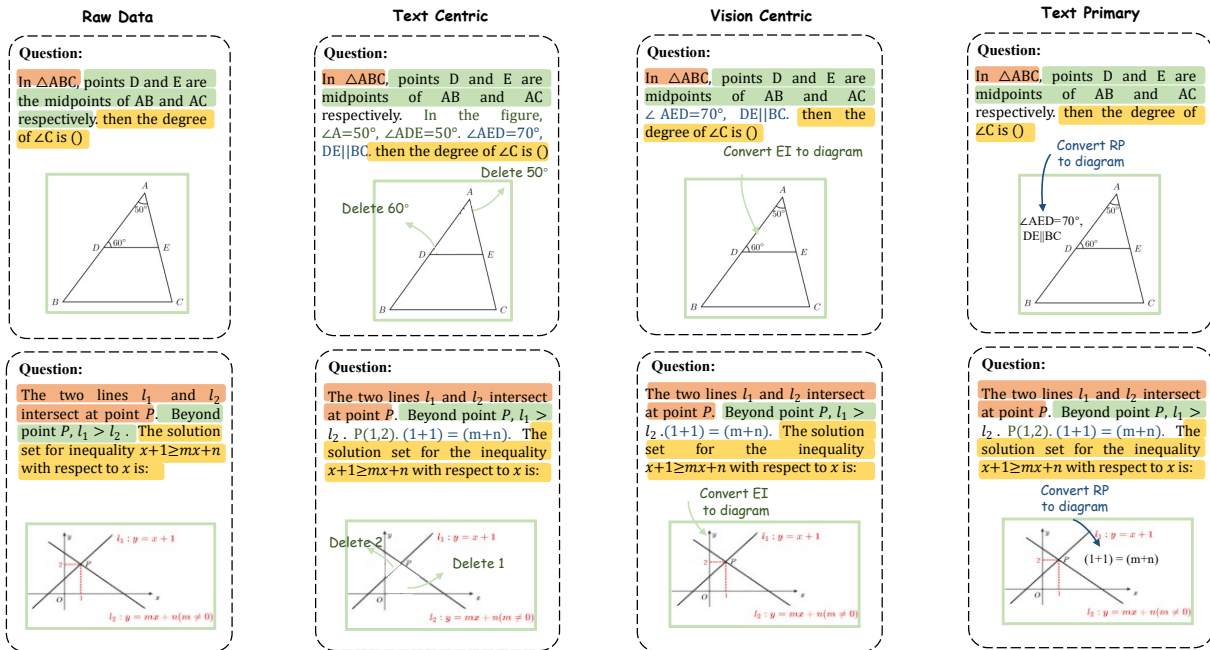 Raw Data
Question:
In △ABC, points D and E are
the midpoints of AB and AC
respectively. then the degree
of ∠C is ()
A
50°
D
60°
E
B
C
Text Centric
Question:
In △ABC, points D and E are
midpoints of AB and AC
respectively. In the figure,
∠A=50°, ∠ADE=50°. ∠AED=70°,
DE||BC. then the degree of ∠C is ()
Delete 50°
A
Delete 60°
D
E
B
C
Vision Centric
Question:
In △ABC, points D and E are
midpoints of AB and AC
∠ AED=70°, DE||BC. then the
degree of ∠C is ()
Convert EI to diagram
A
50°
D
60°
E
B
C
Text Primary
Question:
In △ABC, points D and E are
midpoints of AB and AC
respectively. then the degree of
∠C is ()
Convert RP
to diagram
A
50°
∠AED=70°,
DE||BC
D
60°
E
B
C
Question:
The two lines l₁ and l₂
intersect at point P. Beyond
point P, l₁ > l₂ . The solution
set for inequality x+1≥mx+n
with respect to x is:
y
l₁ : y = x + 1
2
P
O
1
x
l₂ : y = mx + n(m ≠ 0)
Question:
The two lines l₁ and l₂ intersect
at point P. Beyond point P, l₁ >
l₂ . P(1,2). (1+1) = (m+n). The
solution set for the inequality
x+1≥mx+n with respect to x is:
y
l₁ : y = x + 1
Delete 2
P
Delete 1
O
x
l₂ : y = mx + n(m ≠ 0)
Question:
The two lines l₁ and l₂ intersect
at point P. Beyond point P, l₁ >
l₂ .(1+1) = (m+n). The solution
set for the inequality
x+1≥mx+n with respect to x is:
Convert EI
to diagram
y
l₁ : y = x + 1
2
P
O
1
x
l₂ : y = mx + n(m ≠ 0)
Question:
The two lines l₁ and l₂ intersect
at point P. Beyond point P, l₁ >
l₂ . P(1,2). (1+1) = (m+n). The
solution set for the inequality
x+1≥mx+n with respect to x is:
Convert RP
to diagram
y
l₁ : y = x + 1
2
P
(1+1) = (m+n)
O
1
x
l₂ : y = mx + n(m ≠ 0)